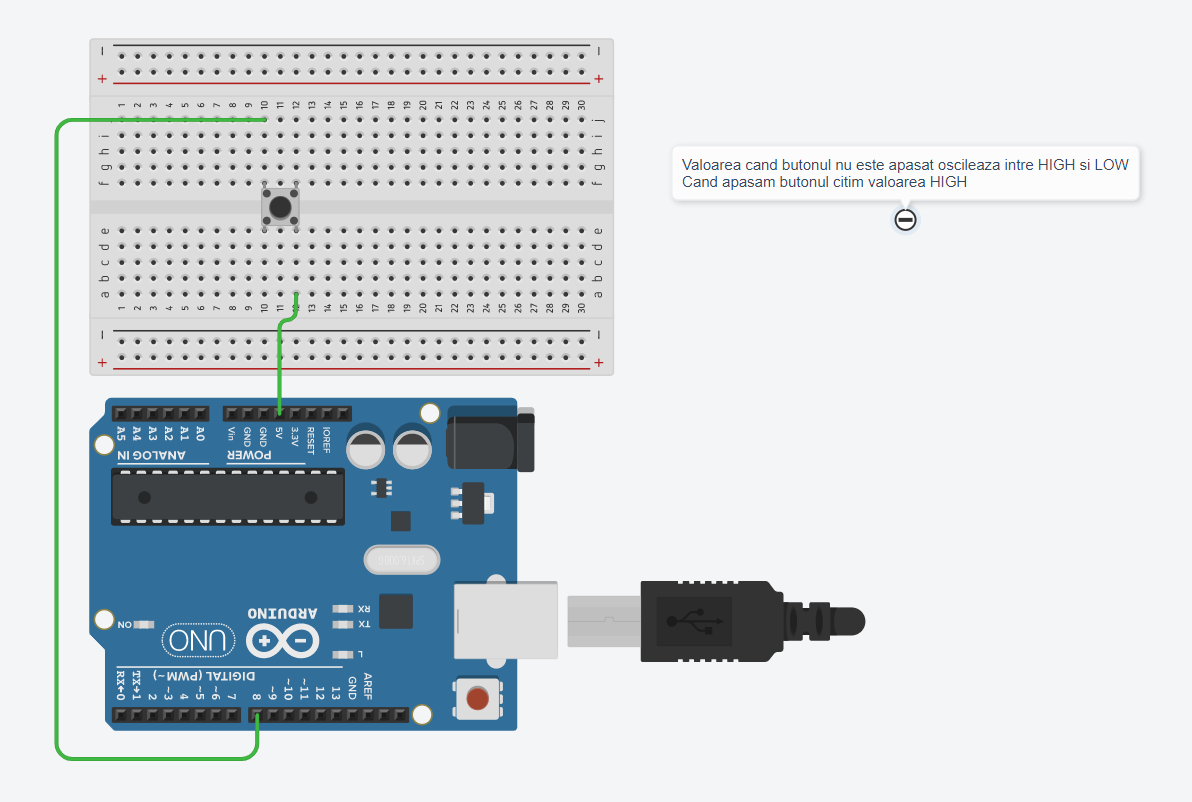 1 2 3 4 5 6 7 8 9 10 11 12 13 14 15 16 17 18 19 20 21 22 23 24 25 26 27 28 29 30
j j
i i
h h
g g
f f
Valoarea cand butonul nu este apasat oscileaza intre HIGH si LOW
Cand apasam butonul citim valoarea HIGH
e e
d d
c c
b b
a a
1 2 3 4 5 6 7 8 9 10 11 12 13 14 15 16 17 18 19 20 21 22 23 24 25 26 27 28 29 30
A5 A4 A3 A2 A1 A0 Vin GND GND 5V 3.3V RESET IOREF
ANALOG IN POWER
ARDUINO
UNO
ON
RX
TX
L
DIGITAL (PWM~)
RX←0 TX→1 2 ~3 4 ~5 ~6 7 8 ~9 ~10 ~11 12 13 GND AREF